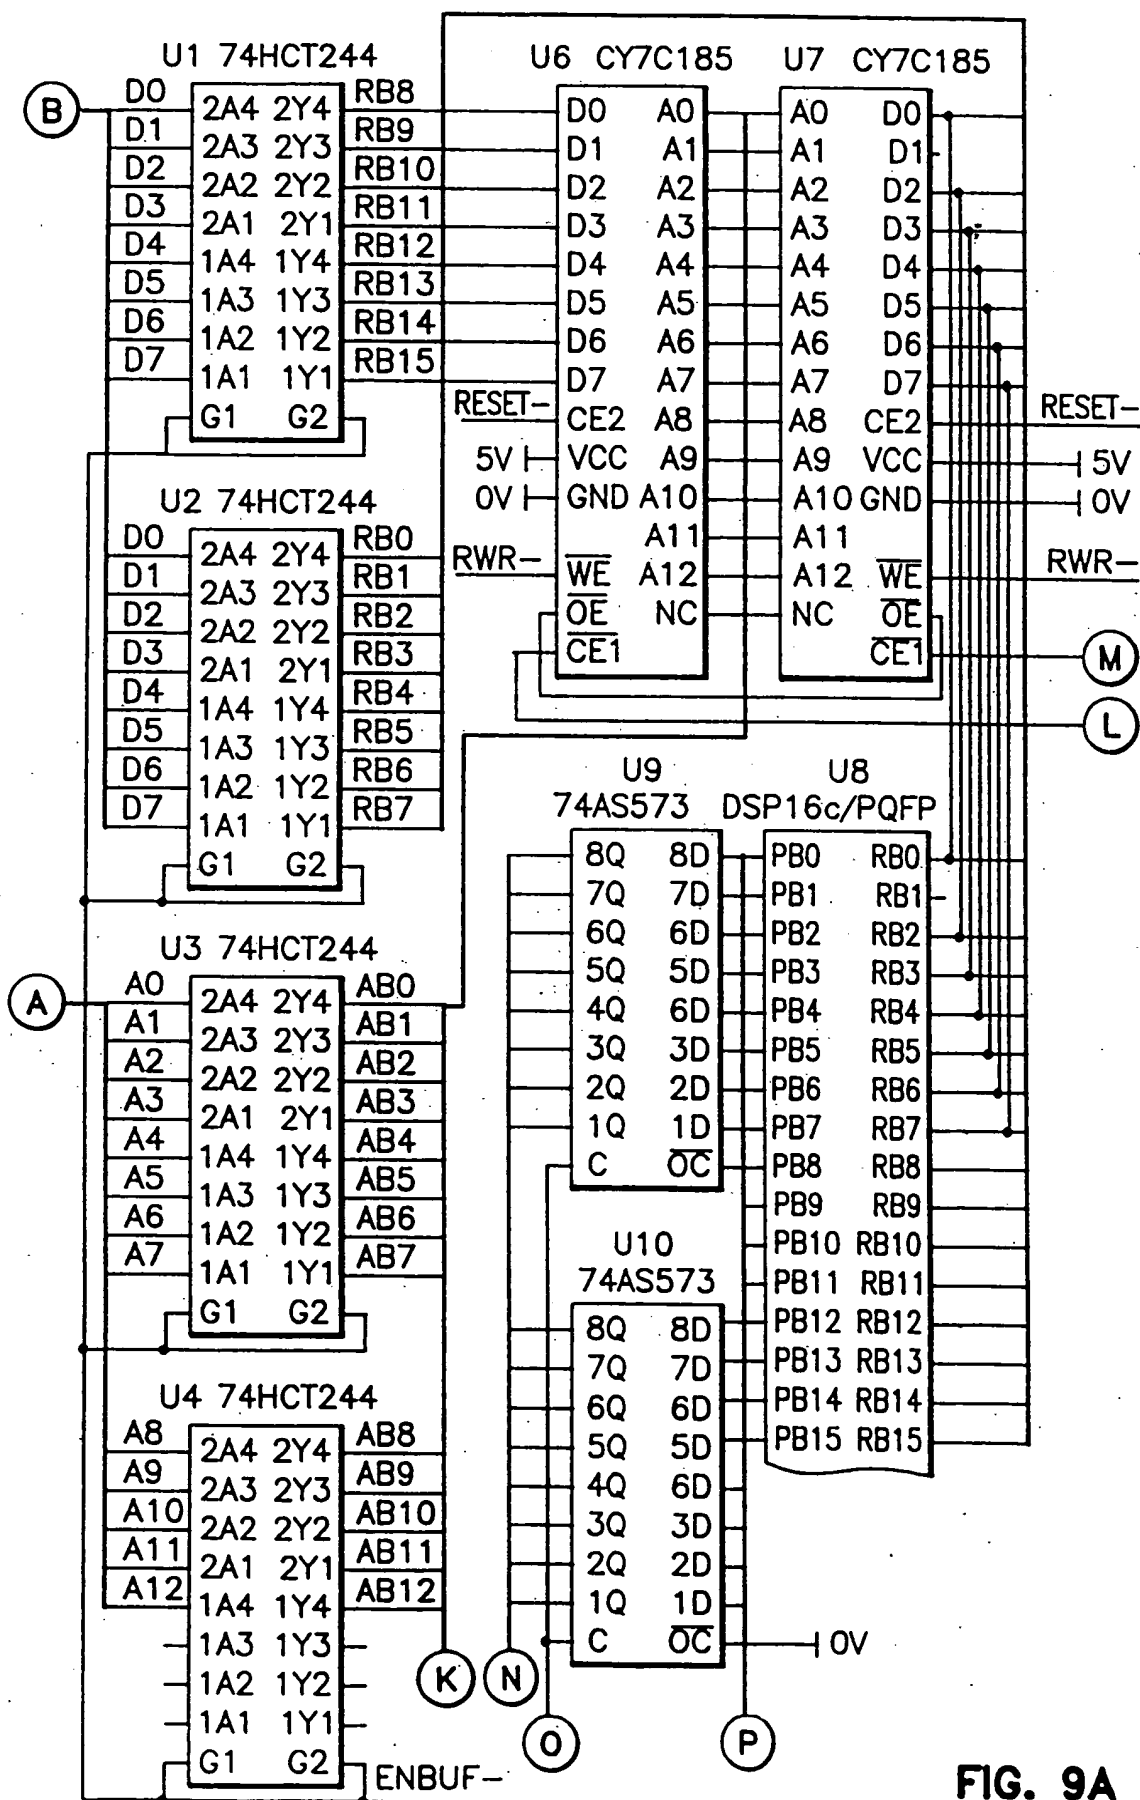 U1 74HCT244
B
D0 2A4 2Y4 RB8
D1 2A3 2Y3 RB9
D2 2A2 2Y2 RB10
D3 2A1 2Y1 RB11
D4 1A4 1Y4 RB12
D5 1A3 1Y3 RB13
D6 1A2 1Y2 RB14
D7 1A1 1Y1 RB15
G1 G2
U2 74HCT244
D0 2A4 2Y4 RB0
D1 2A3 2Y3 RB1
D2 2A2 2Y2 RB2
D3 2A1 2Y1 RB3
D4 1A4 1Y4 RB4
D5 1A3 1Y3 RB5
D6 1A2 1Y2 RB6
D7 1A1 1Y1 RB7
G1 G2
U3 74HCT244
A
A0 2A4 2Y4 AB0
A1 2A3 2Y3 AB1
A2 2A2 2Y2 AB2
A3 2A1 2Y1 AB3
A4 1A4 1Y4 AB4
A5 1A3 1Y3 AB5
A6 1A2 1Y2 AB6
A7 1A1 1Y1 AB7
G1 G2
U4 74HCT244
A8 2A4 2Y4 AB8
A9 2A3 2Y3 AB9
A10 2A2 2Y2 AB10
A11 2A1 2Y1 AB11
A12 1A4 1Y4 AB12
1A3 1Y3
1A2 1Y2
1A1 1Y1
G1 G2
ENBUF-
K
U6 CY7C185 U7 CY7C185
D0 A0 A0 D0
D1 A1 A1 D1
D2 A2 A2 D2
D3 A3 A3 D3
D4 A4 A4 D4
D5 A5 A5 D5
D6 A6 A6 D6
D7 A7 A7 D7
RESET- CE2 A8 A8 CE2 RESET-
5V VCC A9 A9 VCC 5V
0V GND A10 A10 GND 0V
A11 A11
RWR- WE A12 A12 WE RWR-
OE NC NC OE
CE1 CE1 M
L
U9 U8
74AS573 DSP16c/PQFP
8Q 8D PB0 RB0
7Q 7D PB1 RB1
6Q 6D PB2 RB2
5Q 5D PB3 RB3
4Q 6D PB4 RB4
3Q 3D PB5 RB5
2Q 2D PB6 RB6
1Q 1D PB7 RB7
C OC PB8 RB8
PB9 RB9
U10 PB10 RB10
74AS573 PB11 RB11
8Q 8D PB12 RB12
7Q 7D PB13 RB13
6Q 6D PB14 RB14
5Q 5D PB15 RB15
4Q 6D
3Q 3D
2Q 2D
1Q 1D
C OC 0V
N
O
P
FIG. 9A